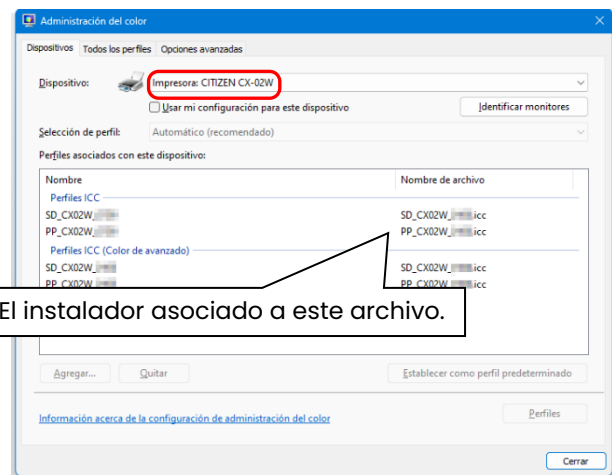 Administración del color
Dispositivos Todos los perfiles Opciones avanzadas
Dispositivo: Impresora: CITIZEN CX-02W
Usar mi configuración para este dispositivo Identificar monitores
Selección de perfil: Automático (recomendado)
Perfiles asociados con este dispositivo:
Nombre Nombre de archivo
Perfiles ICC
SD_CX02W_ SD_CX02W_ .icc
PP_CX02W_ PP_CX02W_ .icc
Perfiles ICC (Color de avanzado)
SD_CX02W_ SD_CX02W_ .icc
PP_CX02W_ PP_CX02W_ .icc
El instalador asociado a este archivo.
Agregar... Quitar Establecer como perfil predeterminado
Información acerca de la configuración de administración del color Perfiles
Cerrar